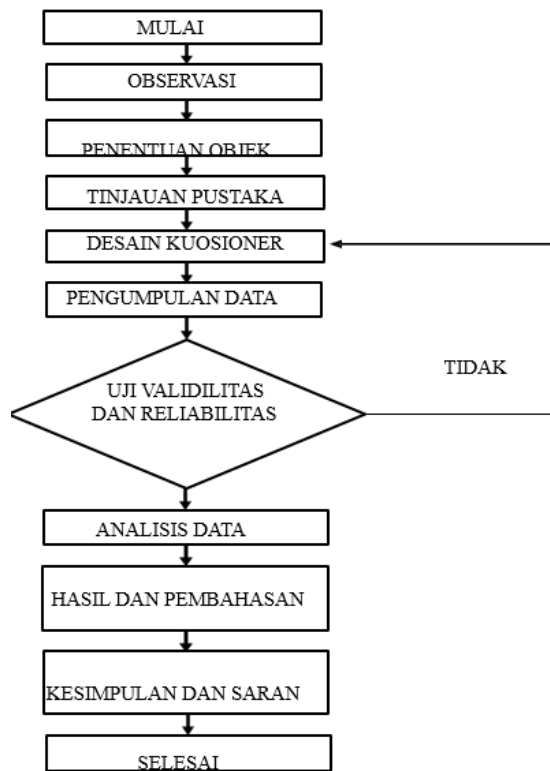 MULAI
OBSERVASI
PENENTUAN OBJEK
TINJAUAN PUSTAKA
DESAIN KUOSIONER
PENGUMPULAN DATA
TIDAK
UJI VALIDILITAS
DAN RELIABILITAS
ANALISIS DATA
HASIL DAN PEMBAHASAN
KESIMPULAN DAN SARAN
SELESAI